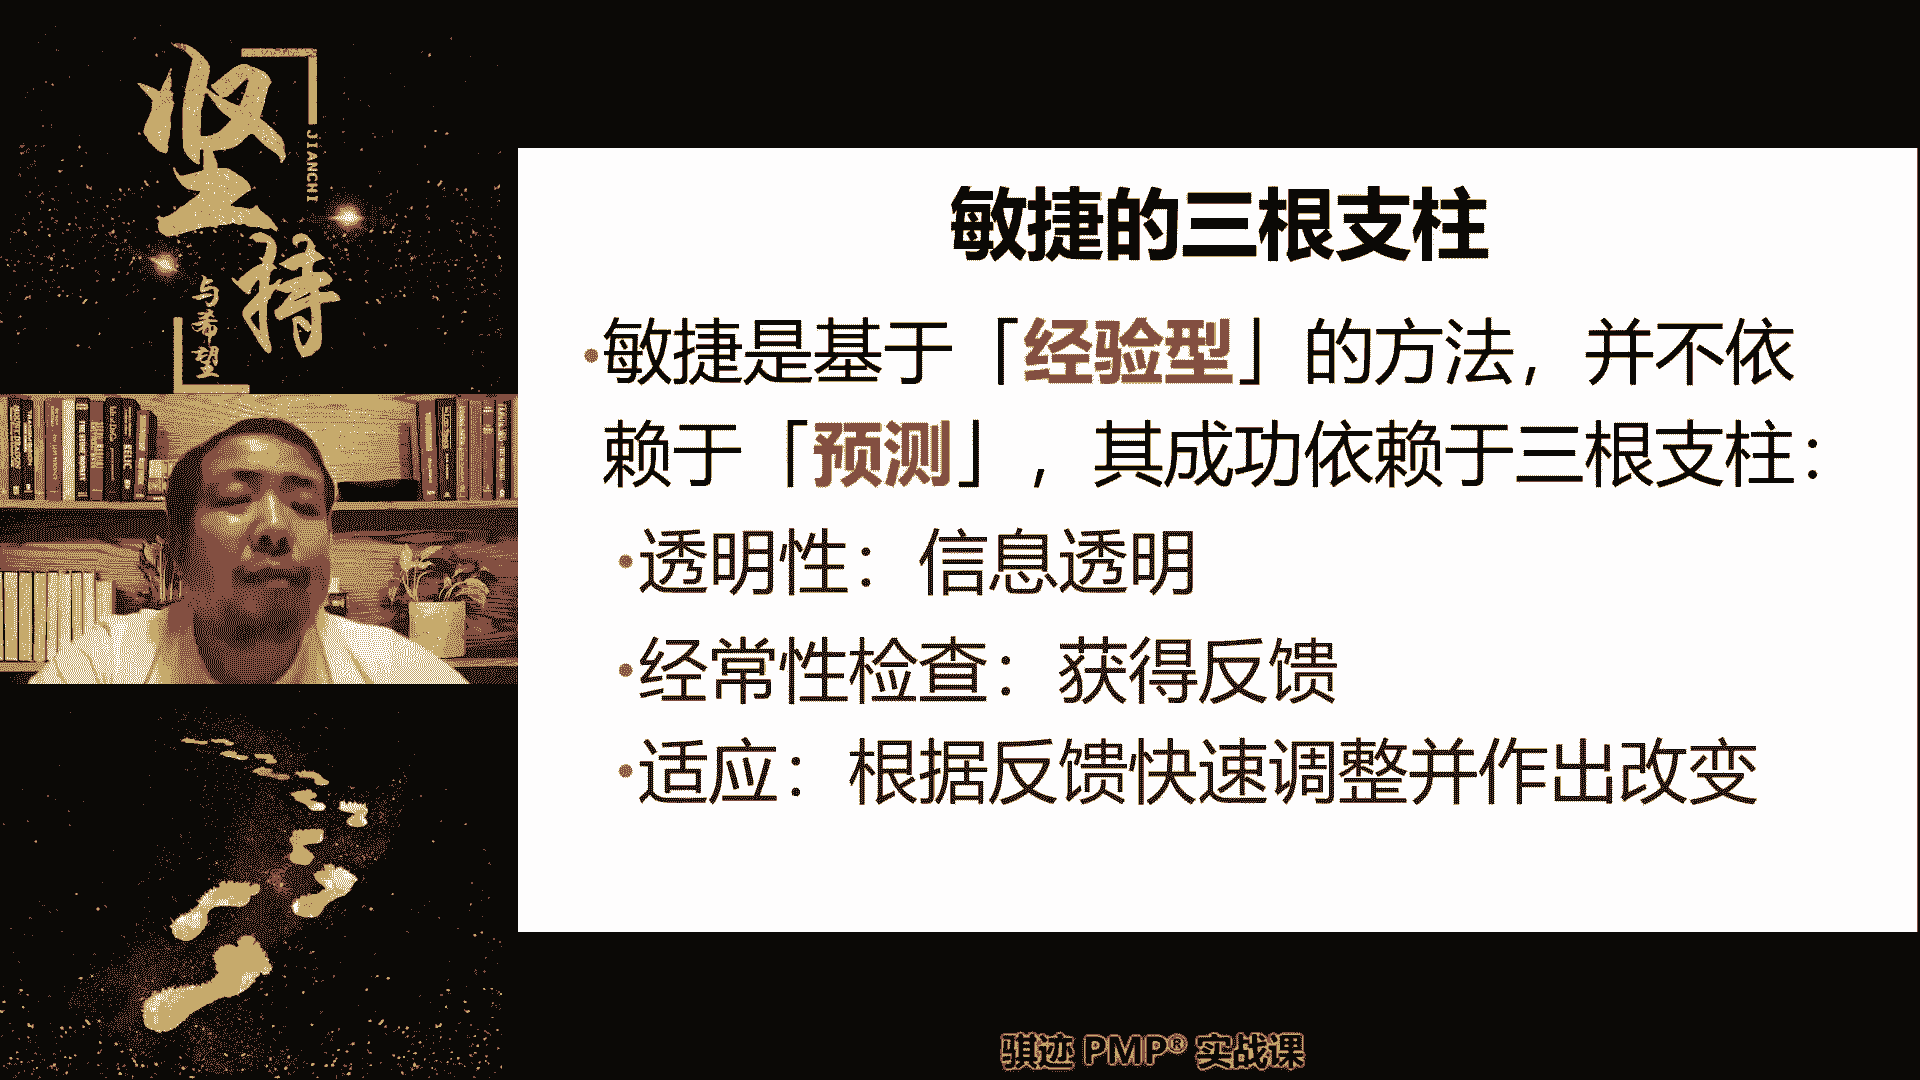 坚持
JIANCHI
与希望
敏捷的三根支柱
•敏捷是基于「经验型」的方法，并不依
赖于「预测」，其成功依赖于三根支柱：
•透明性：信息透明
•经常性检查：获得反馈
•适应：根据反馈快速调整并作出改变
骐迹 PMP® 实战课